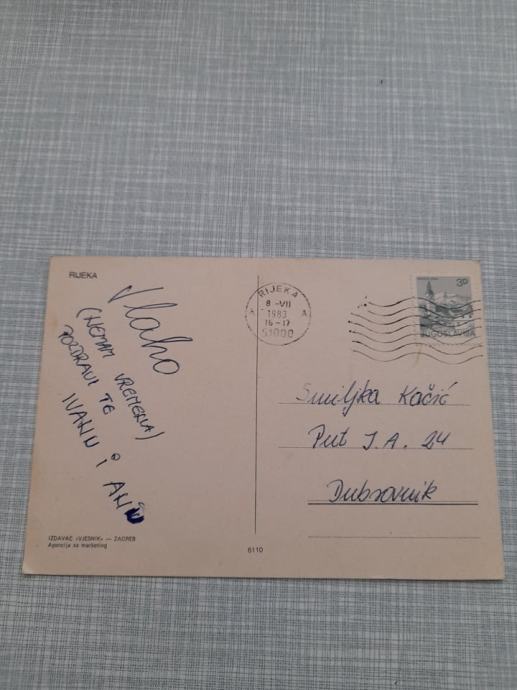 RIJEKA
Vlaho
(NEMAM VREMENA)
POZDRAVI TE
IVANU I ANU
IZDAVAČ »VJESNIK« — ZAGREB
Agencija za marketing
6110
RIJEKA
8-VII
1983
A
16-17
51000
3D
JUGOSLAVIJA
Smiljka Kačić
Put J.A. 24
Dubrovnik